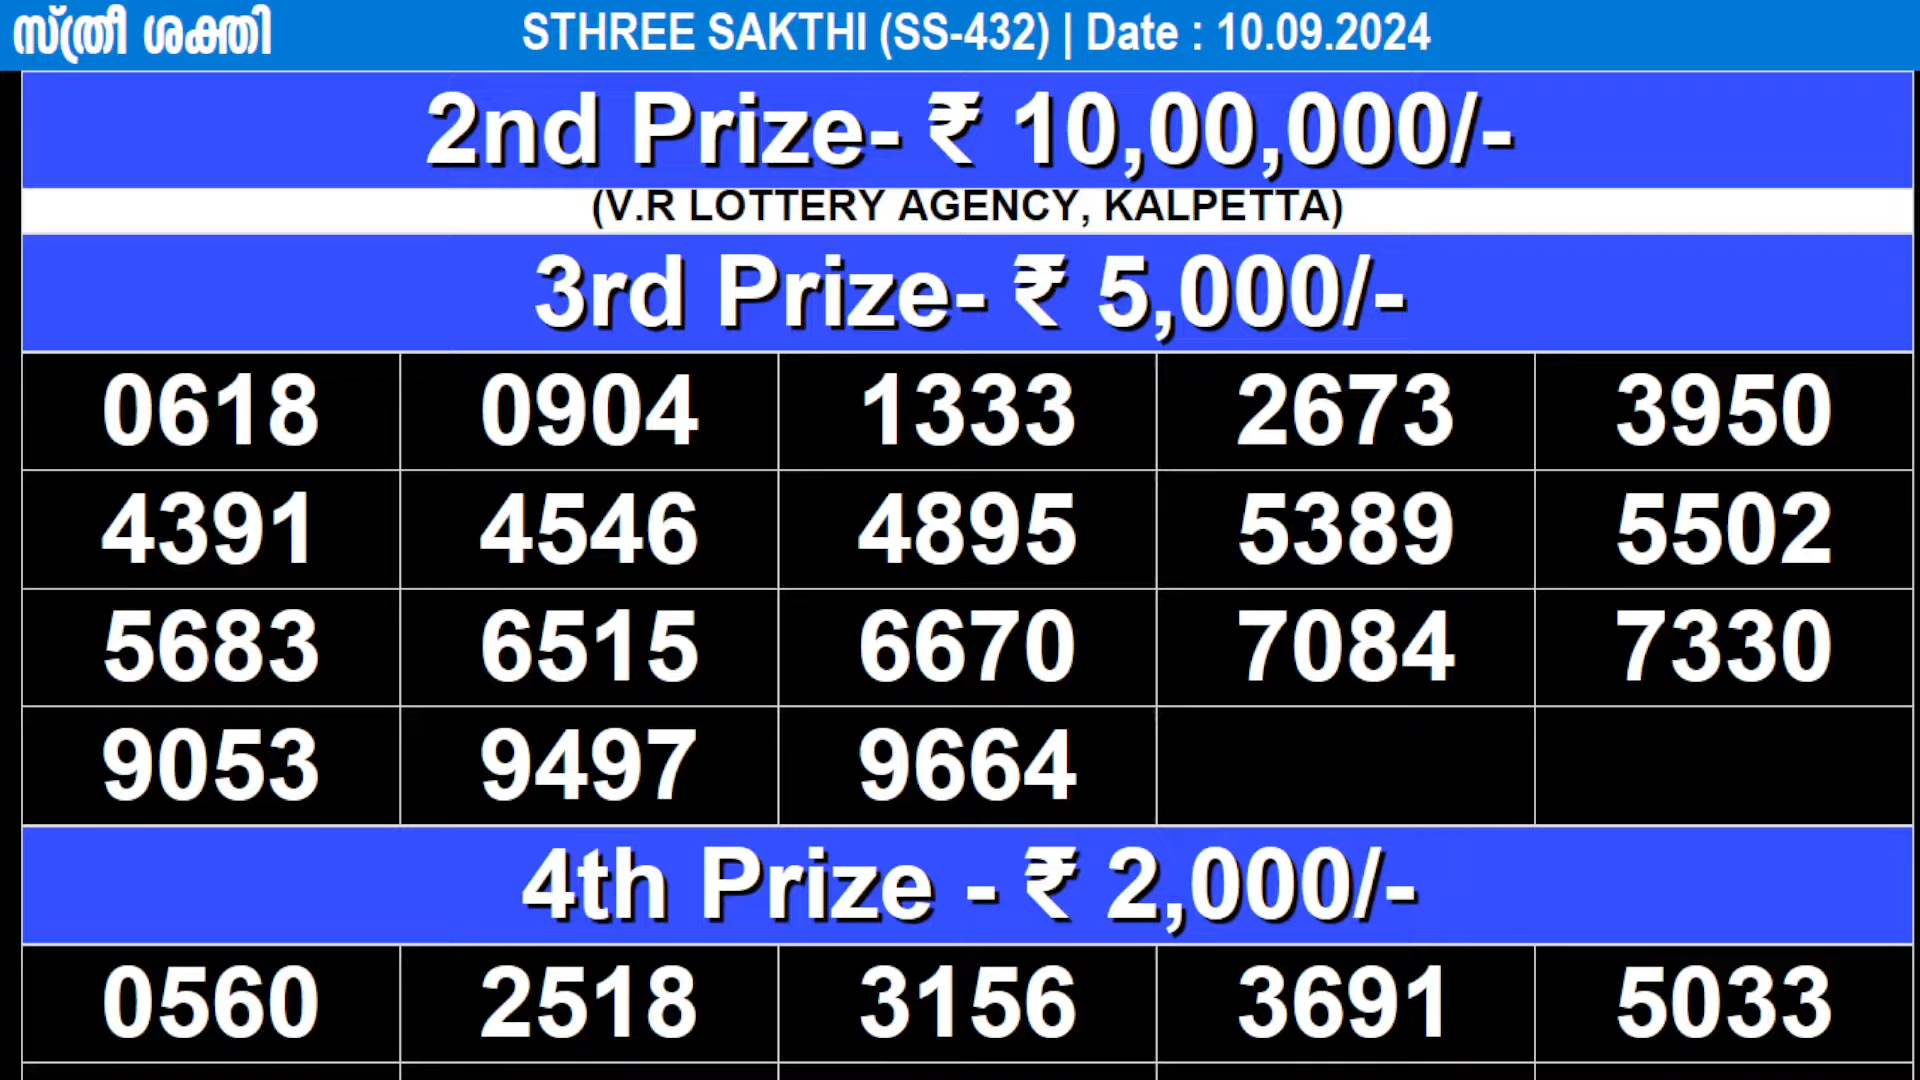 സ്ത്രീ ശക്തി STHREE SAKTHI (SS-432) | Date : 10.09.2024
2nd Prize- ₹ 10,00,000/-
(V.R LOTTERY AGENCY, KALPETTA)
3rd Prize- ₹ 5,000/-
0618 0904 1333 2673 3950
4391 4546 4895 5389 5502
5683 6515 6670 7084 7330
9053 9497 9664
4th Prize - ₹ 2,000/-
0560 2518 3156 3691 5033